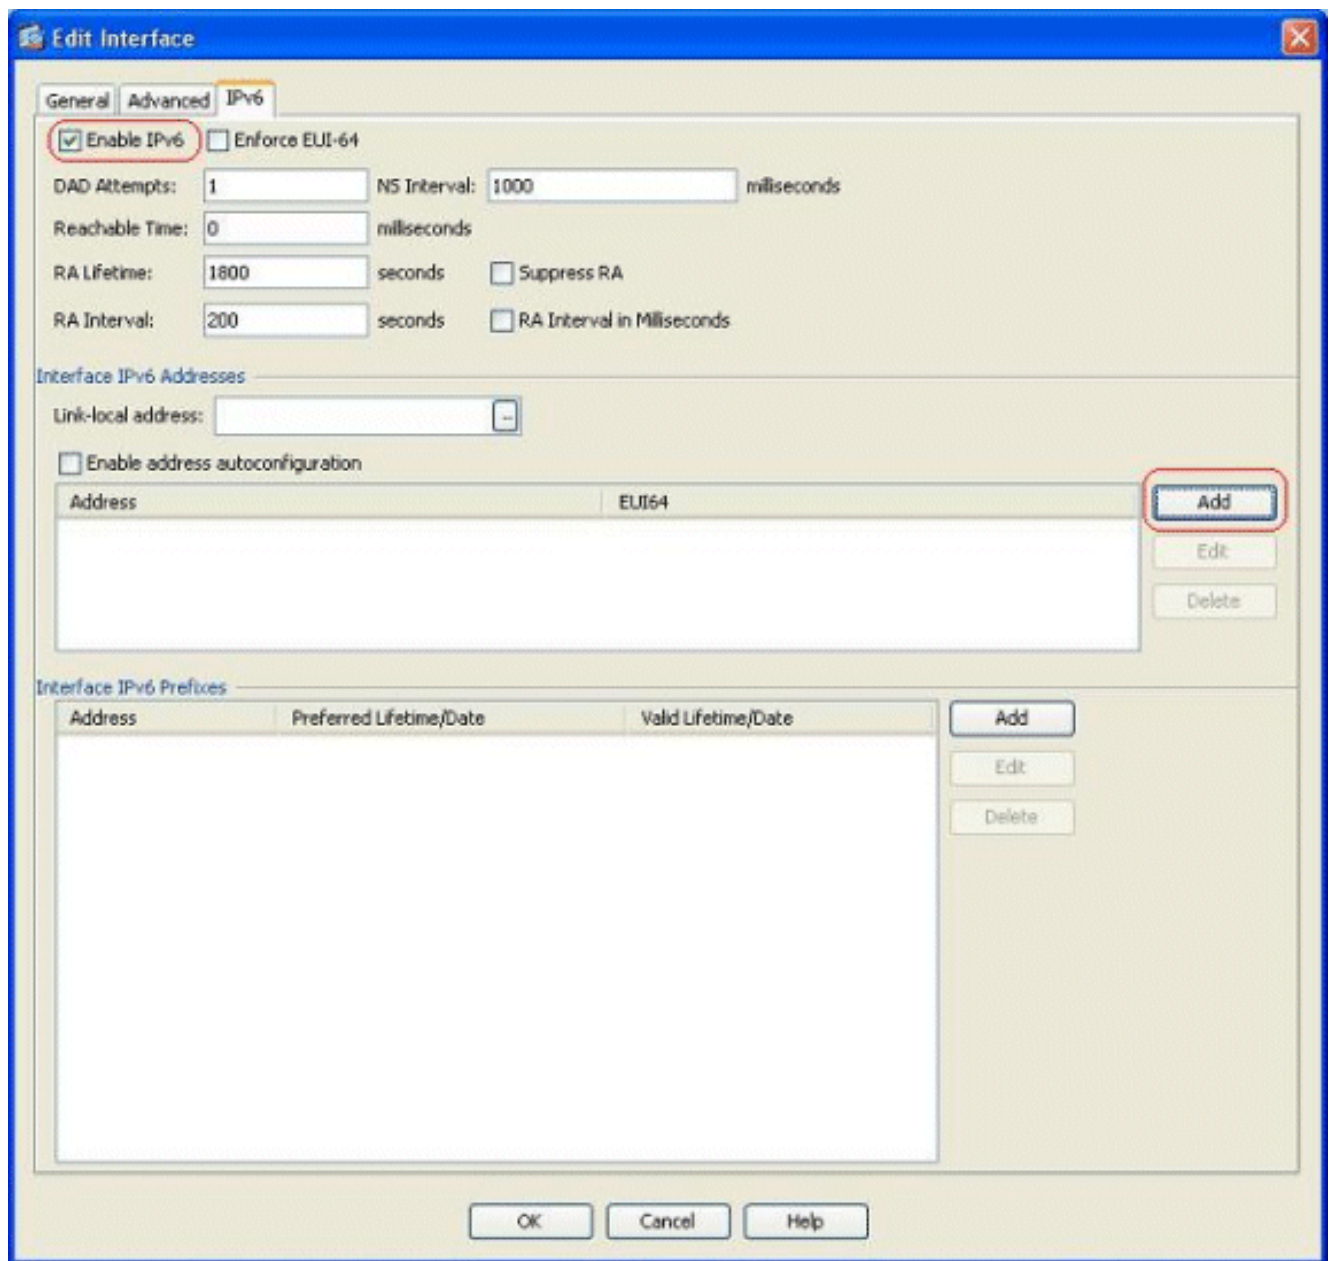 Edit Interface
General Advanced IPv6
Enable IPv6 Enforce EUI-64
DAD Attempts: 1 NS Interval: 1000 milliseconds
Reachable Time: 0 milliseconds
RA Lifetime: 1800 seconds Suppress RA
RA Interval: 200 seconds RA Interval in Milliseconds
Interface IPv6 Addresses
Link-local address: ...
Enable address autoconfiguration
Address EUI64 Add
Edit
Delete
Interface IPv6 Prefixes
Address Preferred Lifetime/Date Valid Lifetime/Date Add
Edit
Delete
OK Cancel Help